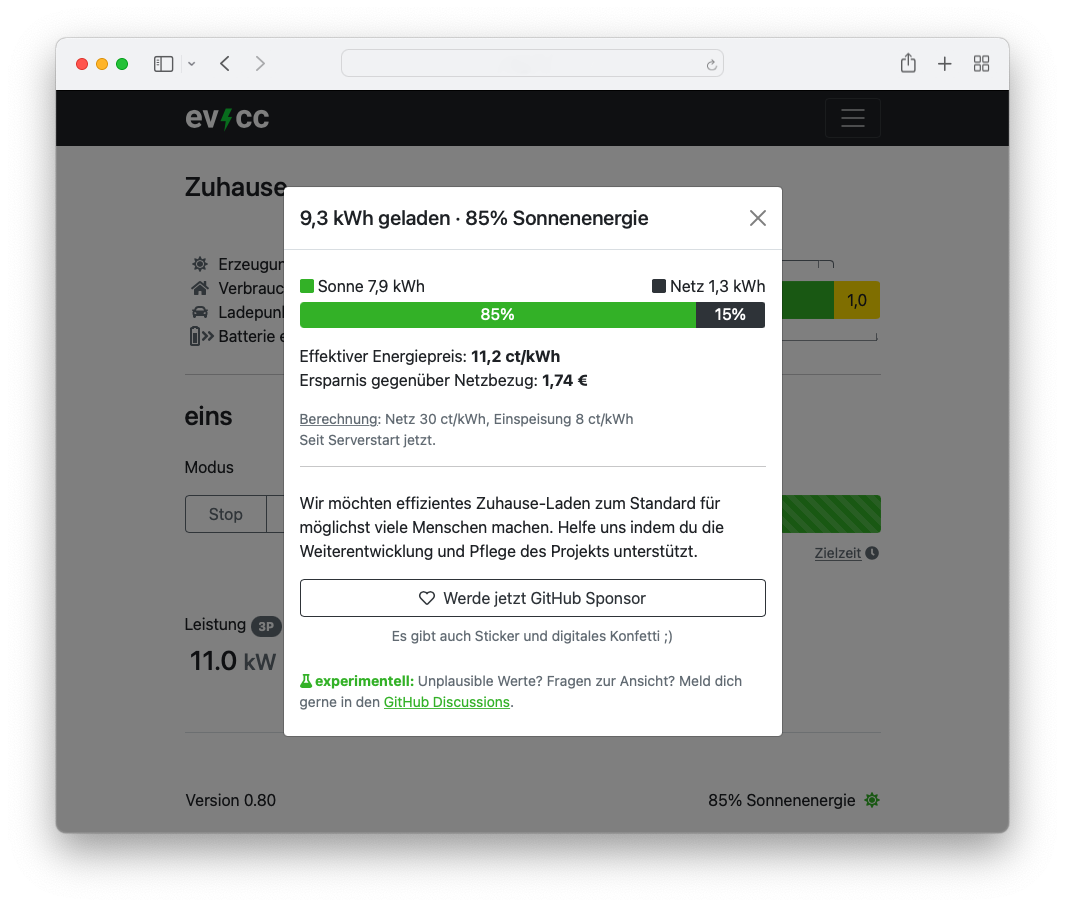 evcc
Zuhause
9,3 kWh geladen · 85% Sonnenenergie
Sonne 7,9 kWh
Netz 1,3 kWh
85%
15%
1,0
Effektiver Energiepreis: 11,2 ct/kWh
Ersparnis gegenüber Netzbezug: 1,74 €
Berechnung: Netz 30 ct/kWh, Einspeisung 8 ct/kWh
Seit Serverstart jetzt.
eins
Modus
Stop
Wir möchten effizientes Zuhause-Laden zum Standard für
möglichst viele Menschen machen. Helfe uns indem du die
Weiterentwicklung und Pflege des Projekts unterstützt.
Zielzeit
Werde jetzt GitHub Sponsor
Es gibt auch Sticker und digitales Konfetti ;)
Leistung 3P
11.0 kW
experimentell: Unplausible Werte? Fragen zur Ansicht? Meld dich
gerne in den GitHub Discussions.
Version 0.80
85% Sonnenenergie